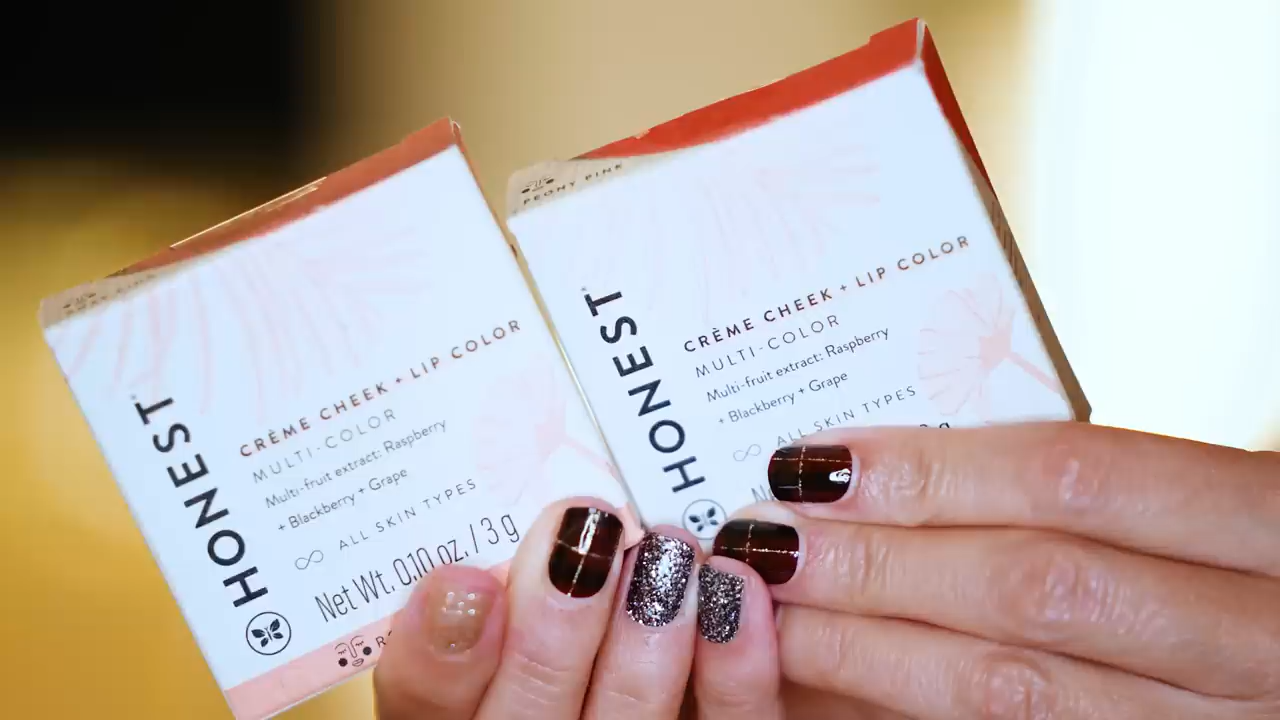 HONEST
CRÈME CHEEK + LIP COLOR
MULTI-COLOR
Multi-fruit extract: Raspberry
+ Blackberry + Grape
ALL SKIN TYPES
Net Wt. 0.10 oz. / 3 g
PEONY PINK
HONEST
CRÈME CHEEK + LIP COLOR
MULTI-COLOR
Multi-fruit extract: Raspberry
+ Blackberry + Grape
ALL SKIN TYPES